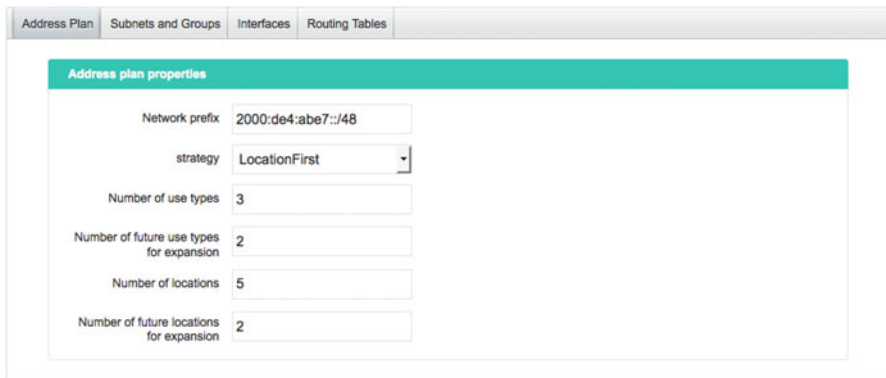 Address Plan Subnets and Groups Interfaces Routing Tables
Address plan properties
Network prefix 2000:de4:abe7::/48
strategy LocationFirst
Number of use types 3
Number of future use types
for expansion 2
Number of locations 5
Number of future locations
for expansion 2